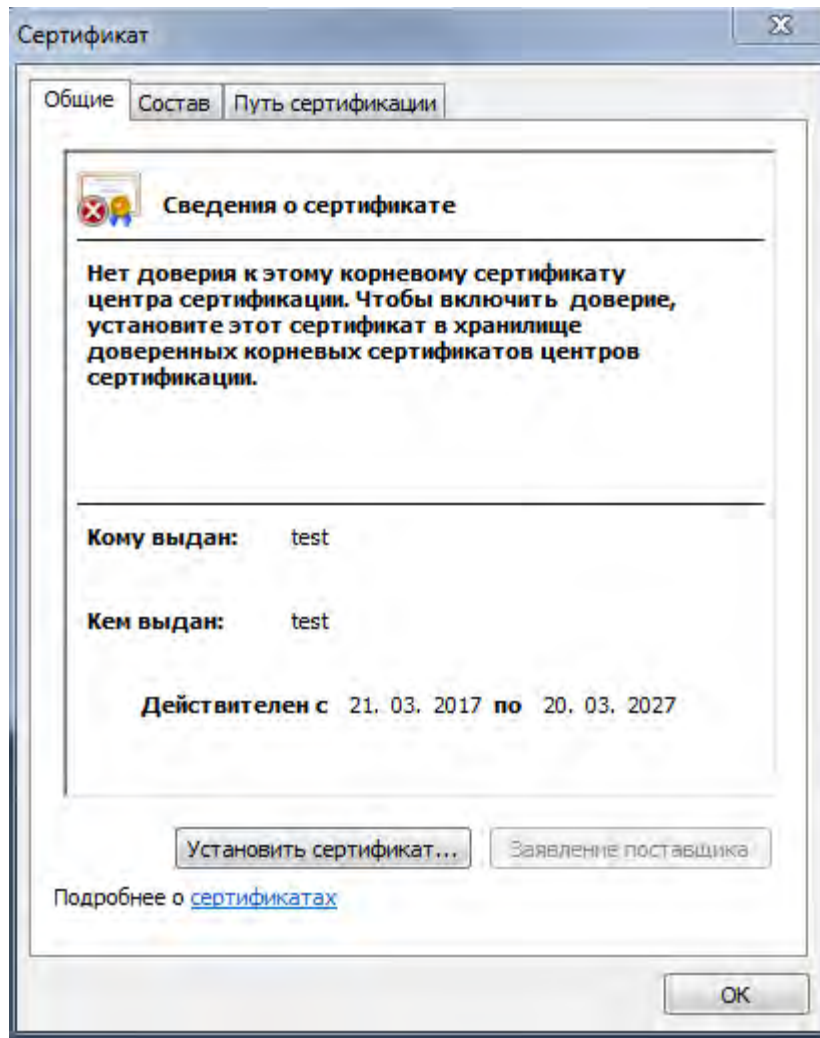 Сертификат
Общие Состав Путь сертификации
Сведения о сертификате
Нет доверия к этому корневому сертификату
центра сертификации. Чтобы включить доверие,
установите этот сертификат в хранилище
доверенных корневых сертификатов центров
сертификации.
Кому выдан: test
Кем выдан: test
Действителен с 21. 03. 2017 по 20. 03. 2027
Установить сертификат... Заявление поставщика
Подробнее о сертификатах
ОК